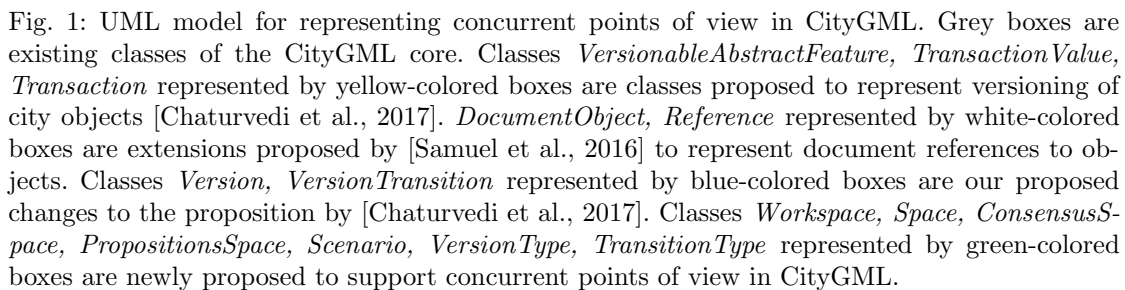 Fig. 1: UML model for representing concurrent points of view in CityGML. Grey boxes are
existing classes of the CityGML core. Classes VersionableAbstractFeature, TransactionValue,
Transaction represented by yellow-colored boxes are classes proposed to represent versioning of
city objects [Chaturvedi et al., 2017]. DocumentObject, Reference represented by white-colored
boxes are extensions proposed by [Samuel et al., 2016] to represent document references to ob-
jects. Classes Version, VersionTransition represented by blue-colored boxes are our proposed
changes to the proposition by [Chaturvedi et al., 2017]. Classes Workspace, Space, ConsensusS-
pace, PropositionsSpace, Scenario, VersionType, TransitionType represented by green-colored
boxes are newly proposed to support concurrent points of view in CityGML.